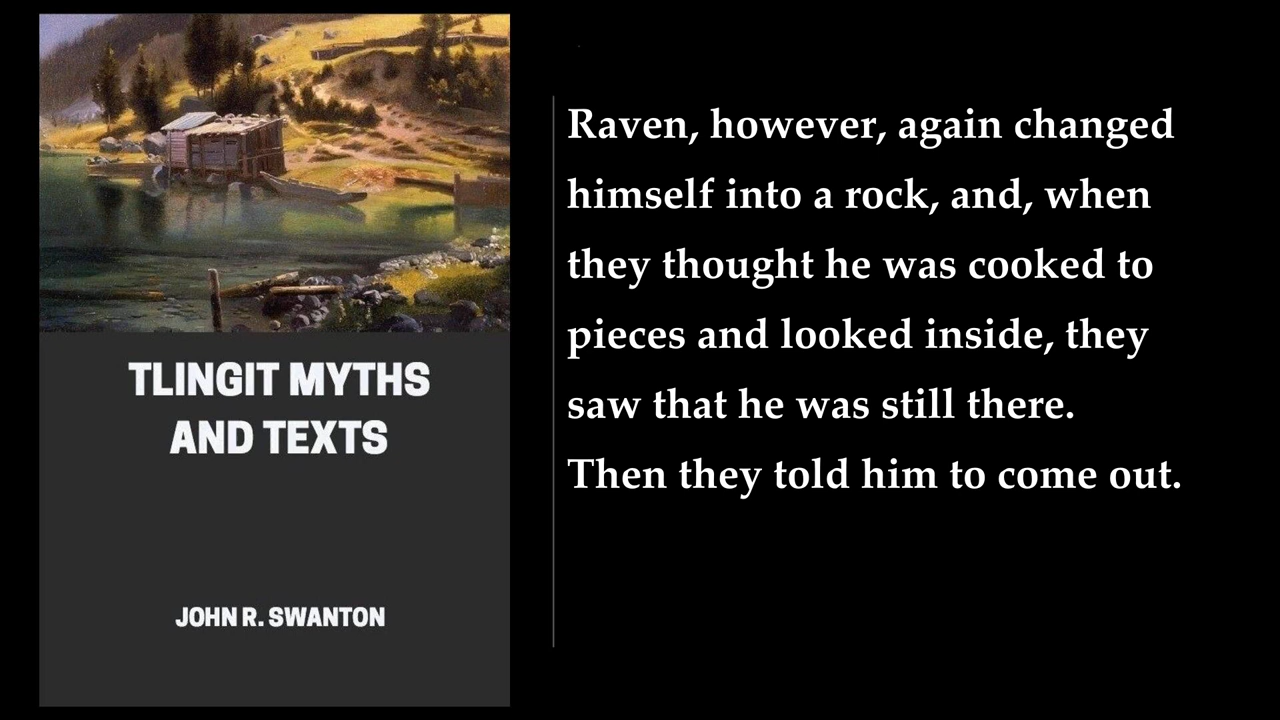 TLINGIT MYTHS
AND TEXTS
JOHN R. SWANTON
Raven, however, again changed
himself into a rock, and, when
they thought he was cooked to
pieces and looked inside, they
saw that he was still there.
Then they told him to come out.